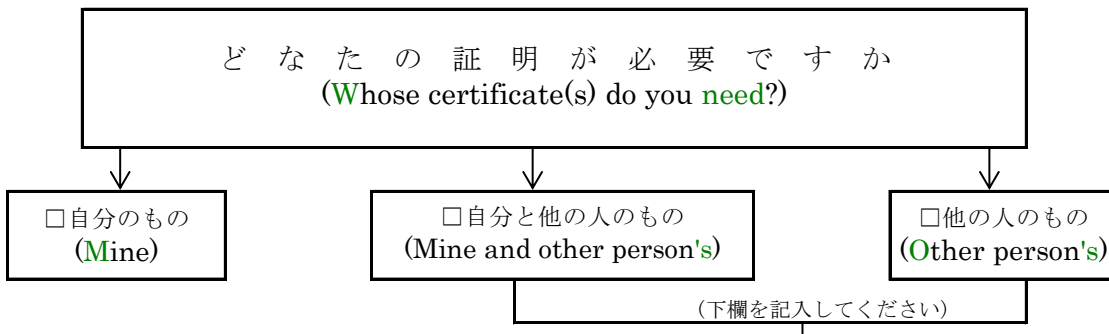 どなたの証明が必要ですか
(Whose certificate(s) do you need?)
□自分のもの
(Mine)
□自分と他の人のもの
(Mine and other person's)
□他の人のもの
(Other person's)
(下欄を記入してください)